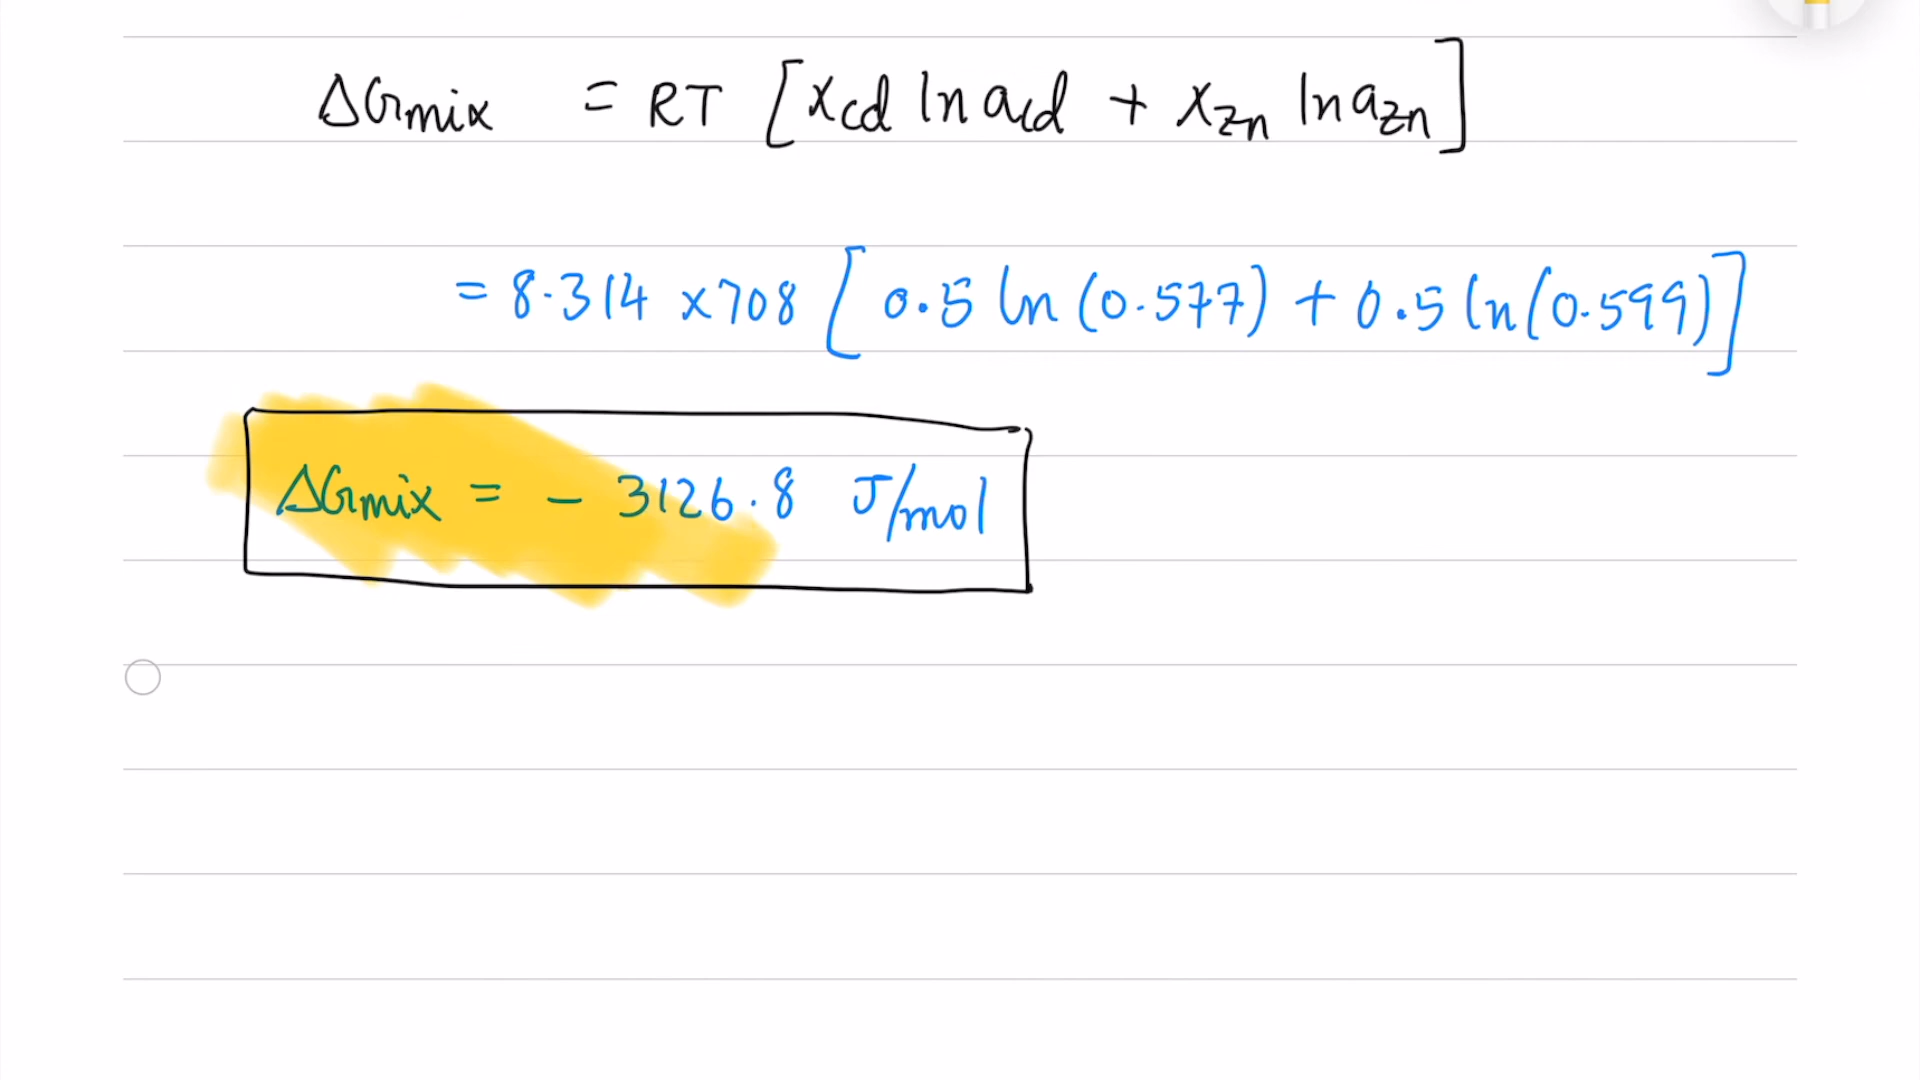 ΔGmix = RT [xcd ln acd + xzn ln azn]
= 8.314 x708 [ 0.5 ln (0.577) + 0.5 ln(0.599)]
ΔGmix = - 3126.8 J/mol